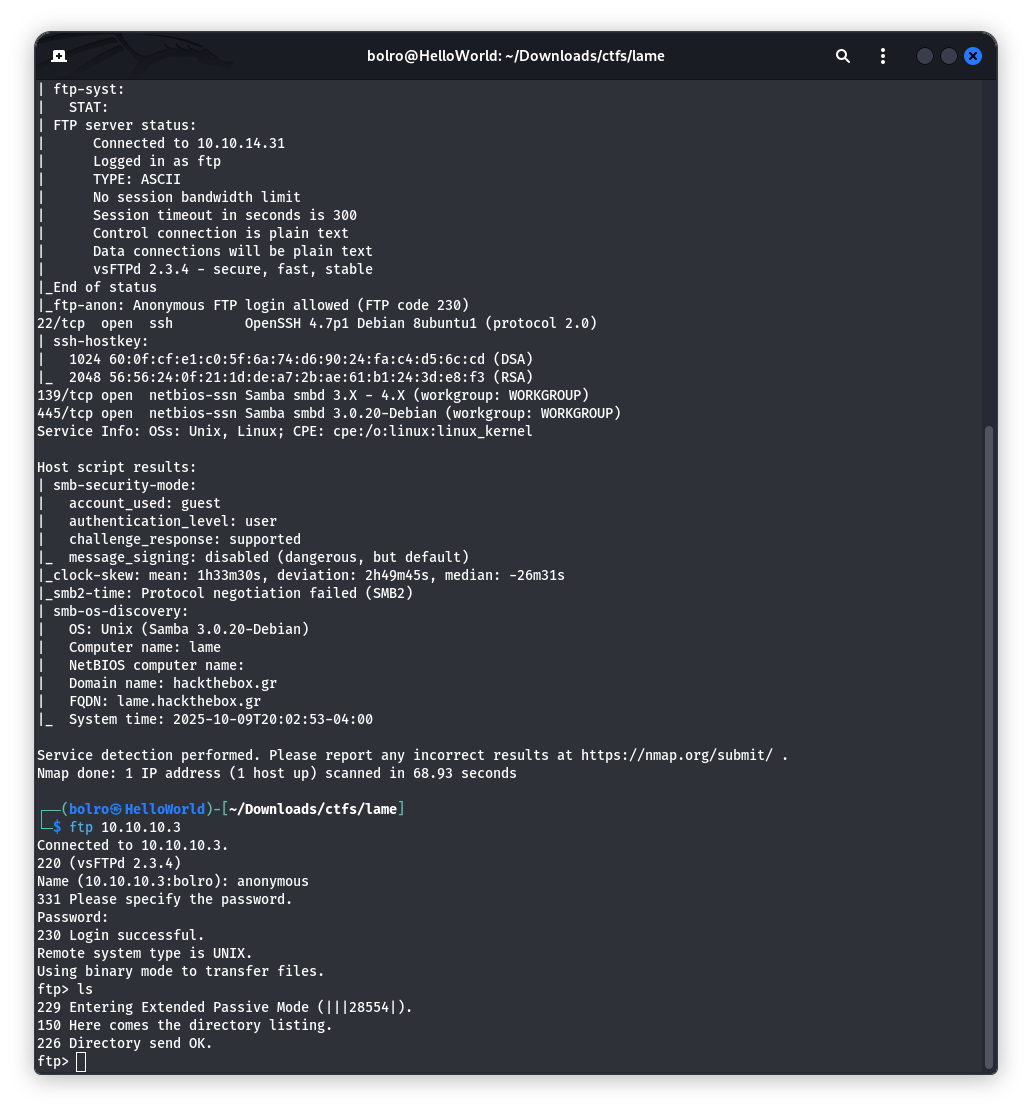 bolro@HelloWorld: ~/Downloads/ctfs/lame
| ftp-syst:
|   STAT:
| FTP server status:
|      Connected to 10.10.14.31
|      Logged in as ftp
|      TYPE: ASCII
|      No session bandwidth limit
|      Session timeout in seconds is 300
|      Control connection is plain text
|      Data connections will be plain text
|      vsFTPd 2.3.4 - secure, fast, stable
|_End of status
|_ftp-anon: Anonymous FTP login allowed (FTP code 230)
22/tcp  open  ssh         OpenSSH 4.7p1 Debian 8ubuntu1 (protocol 2.0)
| ssh-hostkey:
|   1024 60:0f:cf:e1:c0:5f:6a:74:d6:90:24:fa:c4:d5:6c:cd (DSA)
|_  2048 56:56:24:0f:21:1d:de:a7:2b:ae:61:b1:24:3d:e8:f3 (RSA)
139/tcp open  netbios-ssn Samba smbd 3.X - 4.X (workgroup: WORKGROUP)
445/tcp open  netbios-ssn Samba smbd 3.0.20-Debian (workgroup: WORKGROUP)
Service Info: OSs: Unix, Linux; CPE: cpe:/o:linux:linux_kernel

Host script results:
| smb-security-mode:
|   account_used: guest
|   authentication_level: user
|   challenge_response: supported
|_  message_signing: disabled (dangerous, but default)
|_clock-skew: mean: 1h33m30s, deviation: 2h49m45s, median: -26m31s
|_smb2-time: Protocol negotiation failed (SMB2)
| smb-os-discovery:
|   OS: Unix (Samba 3.0.20-Debian)
|   Computer name: lame
|   NetBIOS computer name:
|   Domain name: hackthebox.gr
|   FQDN: lame.hackthebox.gr
|_  System time: 2025-10-09T20:02:53-04:00

Service detection performed. Please report any incorrect results at https://nmap.org/submit/ .
Nmap done: 1 IP address (1 host up) scanned in 68.93 seconds

┌──(bolro㉿HelloWorld)-[~/Downloads/ctfs/lame]
└─$ ftp 10.10.10.3
Connected to 10.10.10.3.
220 (vsFTPd 2.3.4)
Name (10.10.10.3:bolro): anonymous
331 Please specify the password.
Password:
230 Login successful.
Remote system type is UNIX.
Using binary mode to transfer files.
ftp> ls
229 Entering Extended Passive Mode (|||28554|).
150 Here comes the directory listing.
226 Directory send OK.
ftp>